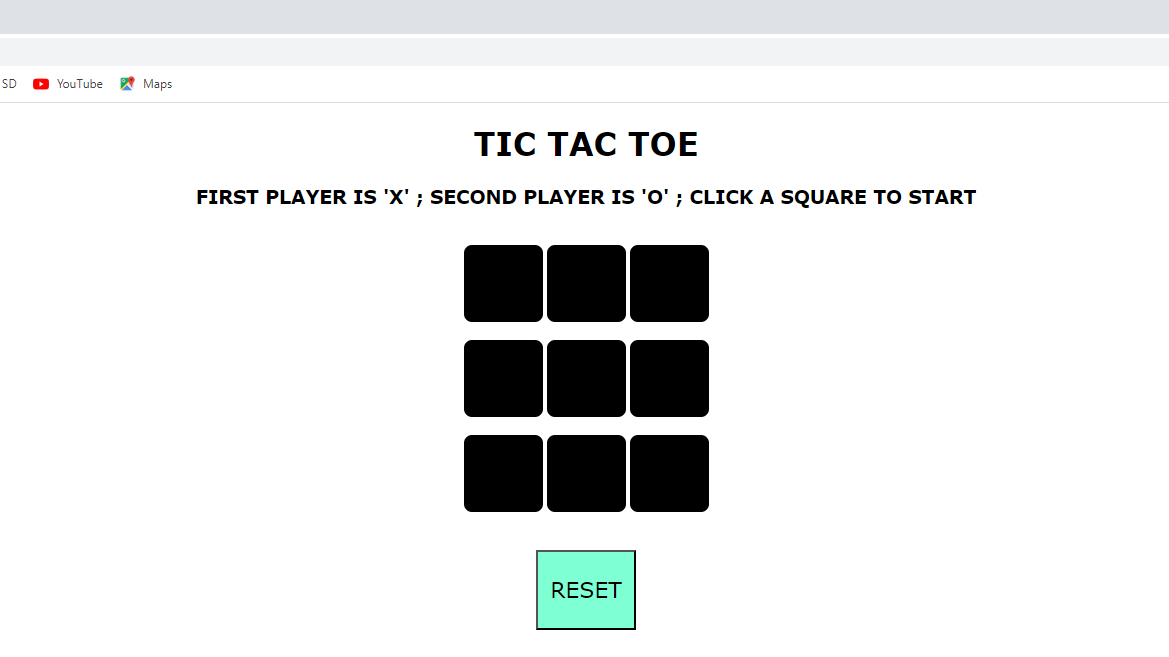 SD YouTube Maps
TIC TAC TOE
FIRST PLAYER IS 'X' ; SECOND PLAYER IS 'O' ; CLICK A SQUARE TO START
RESET